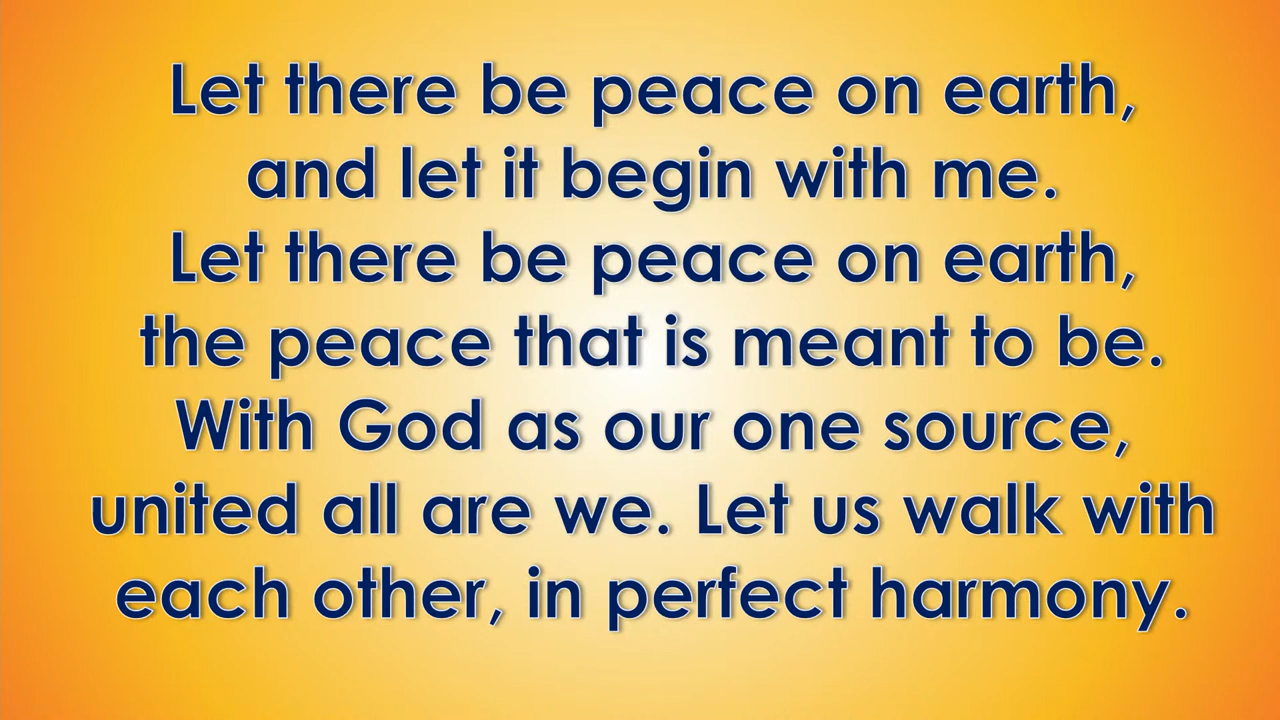 Let there be peace on earth,
and let it begin with me.
Let there be peace on earth,
the peace that is meant to be.
With God as our one source,
united all are we. Let us walk with
each other, in perfect harmony.